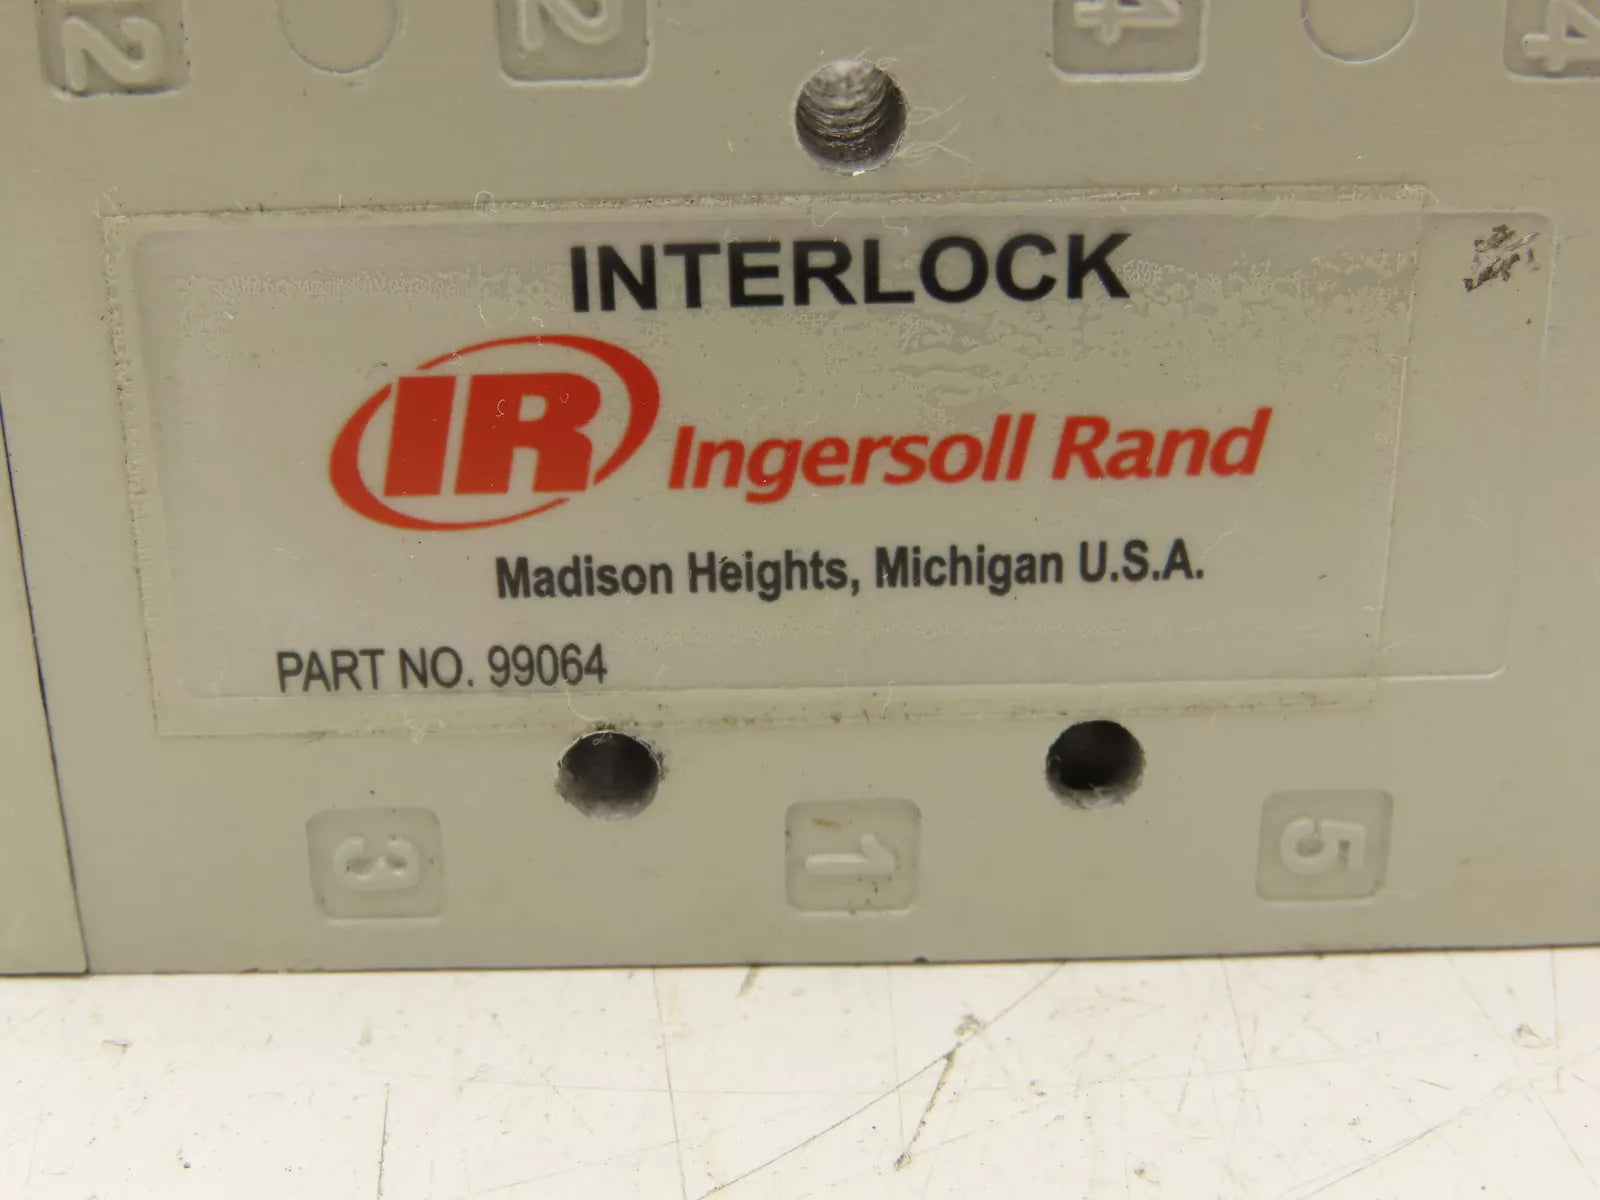 2 2 4 4
INTERLOCK
IR Ingersoll Rand
Madison Heights, Michigan U.S.A.
PART NO. 99064
3 1 5